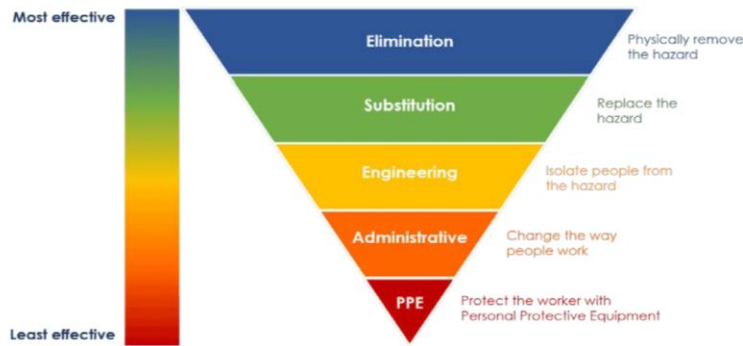 Most effective
Elimination
Physically remove
the hazard
Substitution
Replace the
hazard
Engineering
Isolate people from
the hazard
Administrative
Change the way
people work
PPE
Protect the worker with
Personal Protective Equipment
Least effective